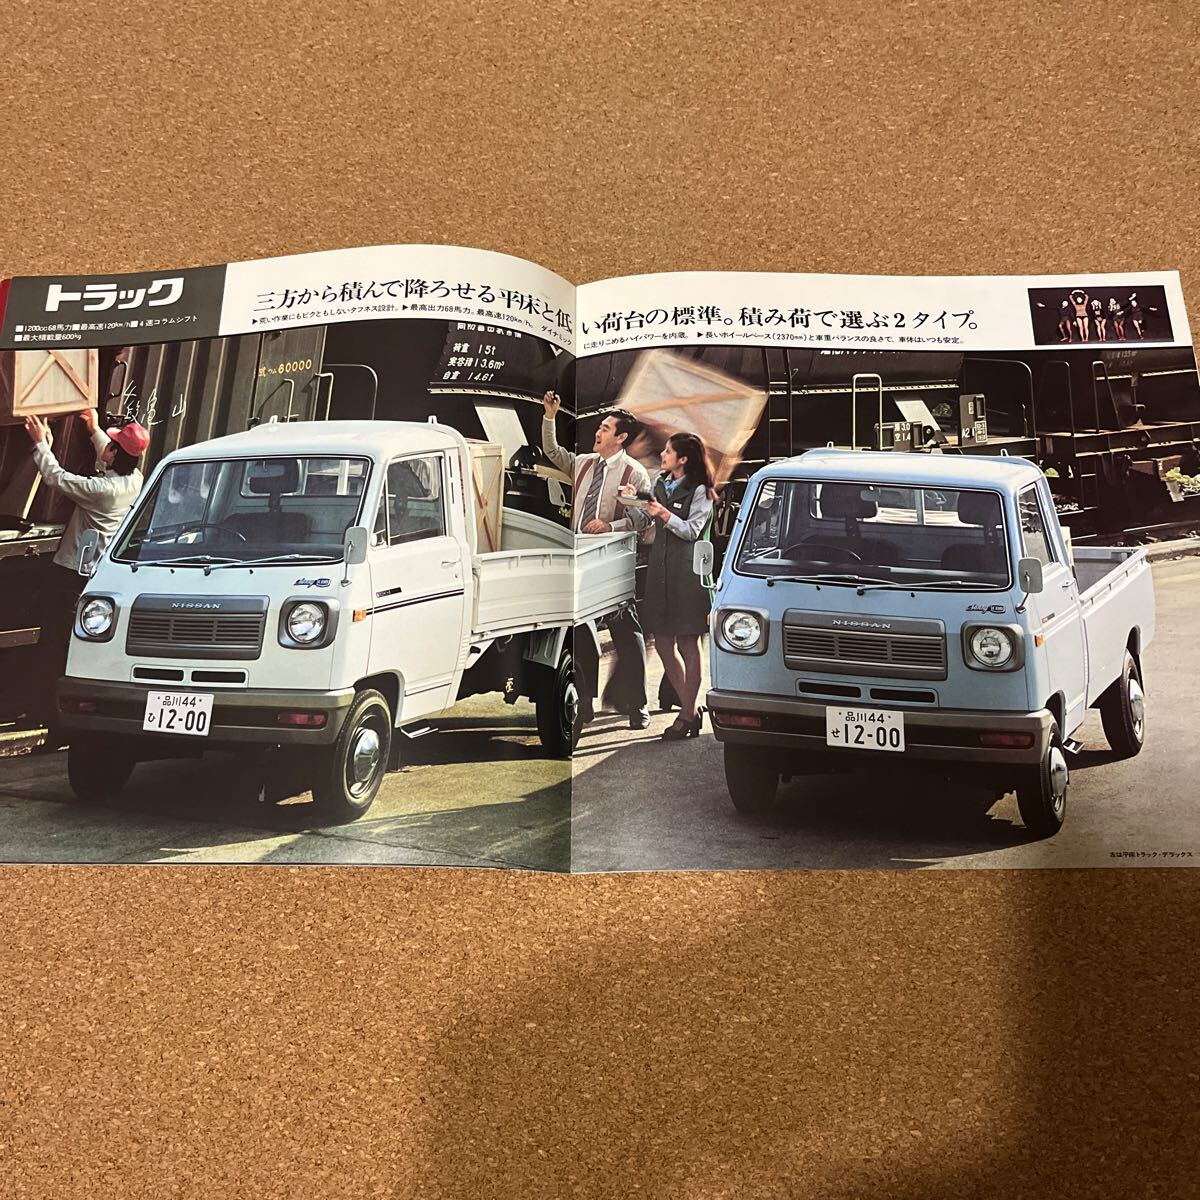 トラック
■1200cc68馬力■最高速120km/h■4速コラムシフト
■最大積載量600kg
三方から積んで降ろせる平床と低い荷台の標準。積み荷で選ぶ2タイプ。
▶荒い作業にもビクともしないタフネス設計。▶最高出力68馬力。最高速120km/h。ダイナミックに走りこめるハイパワーを内蔵。▶長いホイールベース(2370mm)と車重バランスの良さで、車体はいつも安定。
荷重 15t
実容積 13.6m³
自重 14.6t
60000
NISSAN
品川44
ひ 12-00
NISSAN
品川44
せ 12-00
左は平床トラック・デラックス